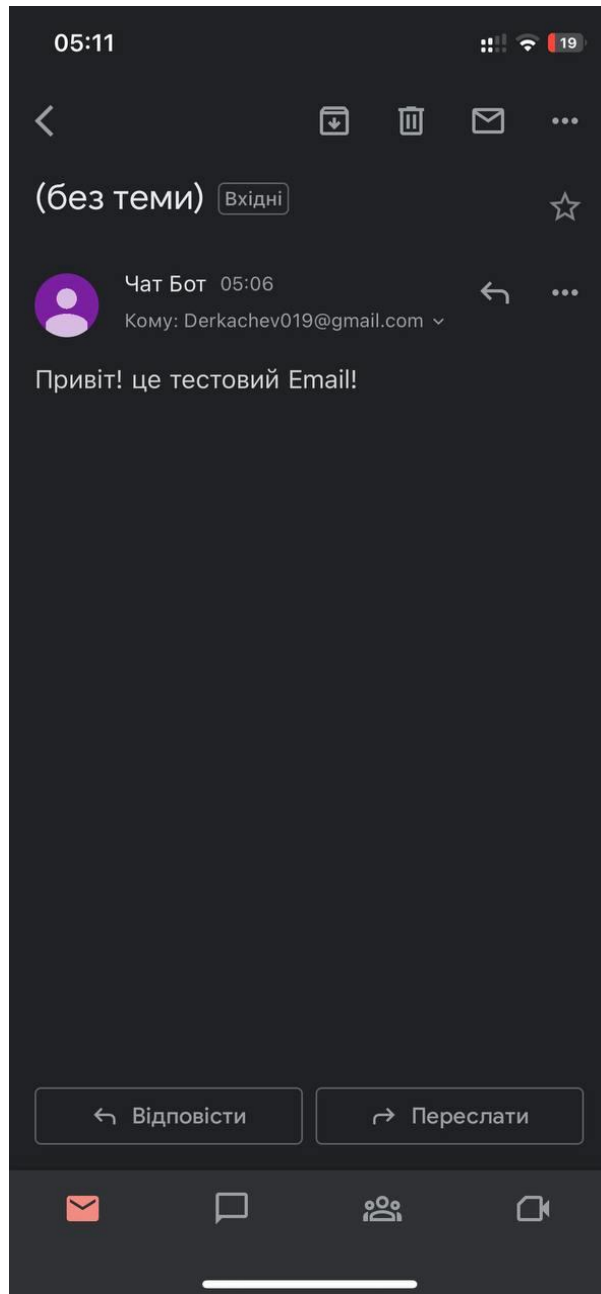 05:11
19
(без теми) Вхідні
Чат Бот 05:06
Кому: Derkachev019@gmail.com
Привіт! це тестовий Email!
Відповісти
Переслати